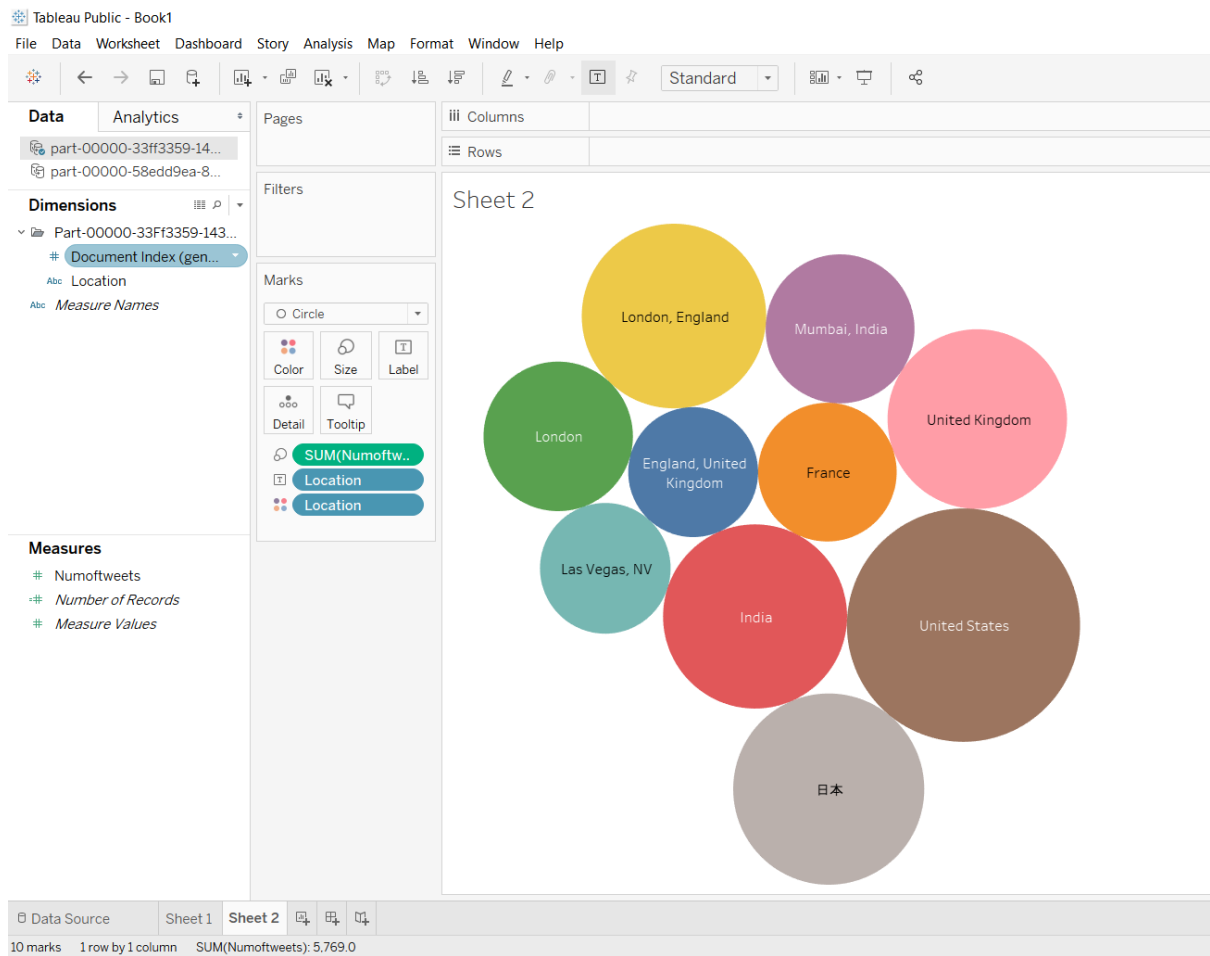 Tableau Public - Book1
File Data Worksheet Dashboard Story Analysis Map Format Window Help
Standard
Data Analytics
part-00000-33ff3359-14...
part-00000-58edd9ea-8...
Dimensions
Part-00000-33Ff3359-143...
# Document Index (gen...
Abc Location
Abc Measure Names
Measures
# Numoftweets
=# Number of Records
# Measure Values
Pages
Filters
Marks
Circle
Color Size Label
Detail Tooltip
SUM(Numoftw..
Location
Location
iii Columns
Rows
Sheet 2
London, England
Mumbai, India
United Kingdom
London
England, United
Kingdom
France
Las Vegas, NV
India
United States
日本
Data Source Sheet 1 Sheet 2
10 marks 1 row by 1 column SUM(Numoftweets): 5,769.0